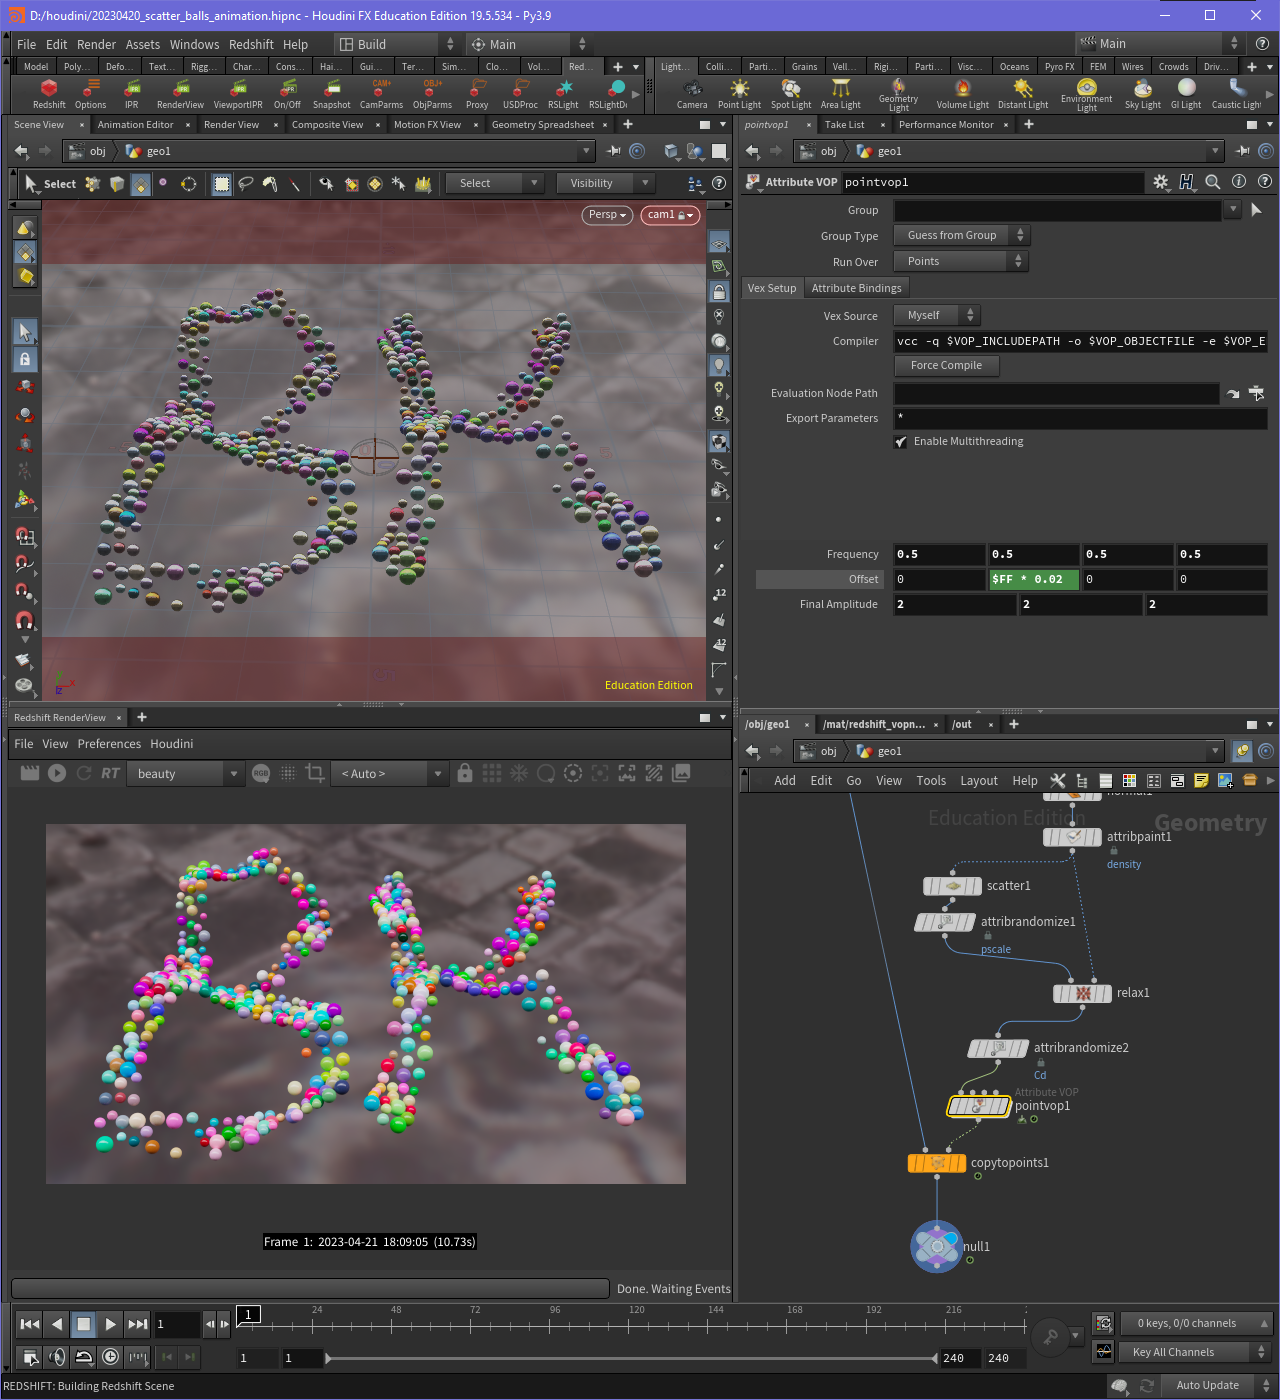 D:/houdini/20230420_scatter_balls_animation.hipnc - Houdini FX Education Edition 19.5.534 - Py3.9
File Edit Render Assets Windows Redshift Help Build Main Main
Model Poly... Defo... Text... Rigg... Char... Cons... Hai... Gui... Ter... Sim... Clo... Vol... Red... Light... Colli... Parti... Grains Vell... Rigi... Parti... Visc... Oceans Pyro FX FEM Wires Crowds Driv...
Redshift Options IPR RenderView ViewportIPR On/Off Snapshot CamParms ObjParms Proxy USDProc RSLight RSLightD Camera Point Light Spot Light Area Light Geometry Light Volume Light Distant Light Environment Light Sky Light GI Light Caustic Light
Scene View Animation Editor Render View Composite View Motion FX View Geometry Spreadsheet
obj geo1
Select Select Visibility
Persp cam1
BK
Education Edition
pointvop1 Take List Performance Monitor
obj geo1
Attribute VOP pointvop1
Group
Group Type Guess from Group
Run Over Points
Vex Setup Attribute Bindings
Vex Source Myself
Compiler vcc -q $VOP_INCLUDEPATH -o $VOP_OBJECTFILE -e $VOP_E
Force Compile
Evaluation Node Path
Export Parameters *
Enable Multithreading
Frequency 0.5 0.5 0.5 0.5
Offset 0 $FF * 0.02 0 0
Final Amplitude 2 2 2
Redshift RenderView
File View Preferences Houdini
RT beauty RGB < Auto >
BK
Frame 1: 2023-04-21 18:09:05 (10.73s)
Done. Waiting Events
/obj/geo1 /mat/redshift_vopn... /out
obj geo1
Add Edit Go View Tools Layout Help
Education Edition Geometry
normal1
attribpaint1
density
scatter1
attribrandomize1
pscale
relax1
attribrandomize2
Cd
Attribute VOP
pointvop1
copytopoints1
null1
1 1 24 48 72 96 120 144 168 192 216
0 keys, 0/0 channels
1 1 240 240 Key All Channels
REDSHIFT: Building Redshift Scene Auto Update